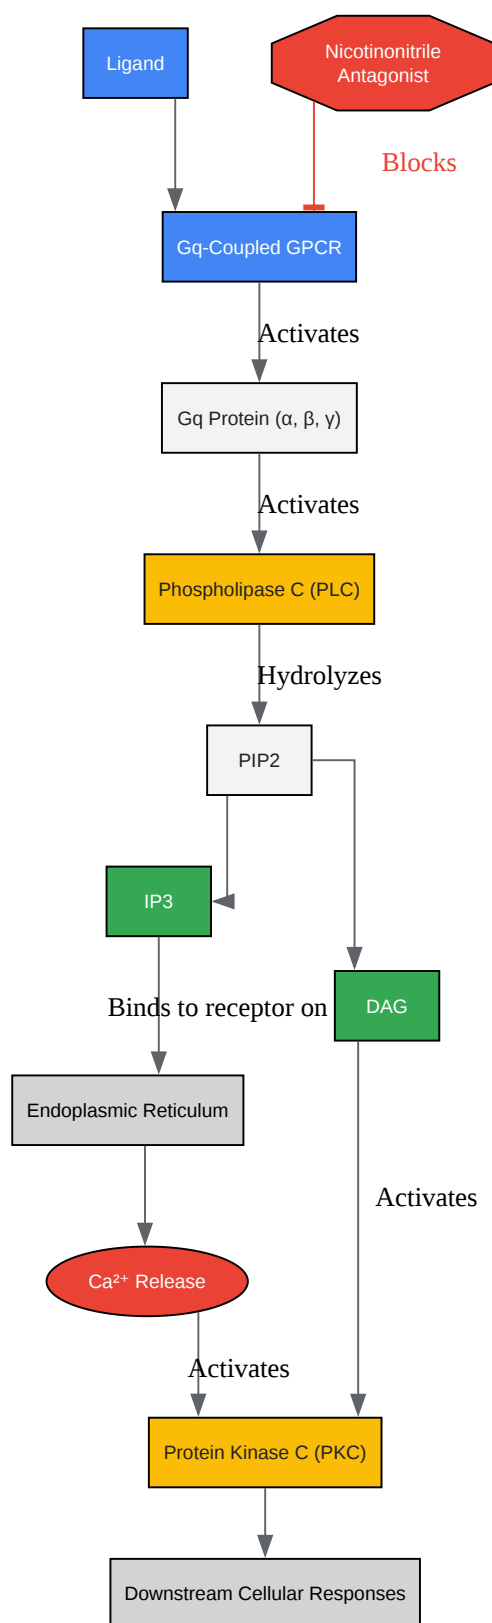 Ligand
Nicotinonitrile
Antagonist
Blocks
Gq-Coupled GPCR
Activates
Gq Protein (α, β, γ)
Activates
Phospholipase C (PLC)
Hydrolyzes
PIP2
IP3
Binds to receptor on
DAG
Endoplasmic Reticulum
Activates
Ca²⁺ Release
Activates
Protein Kinase C (PKC)
Downstream Cellular Responses